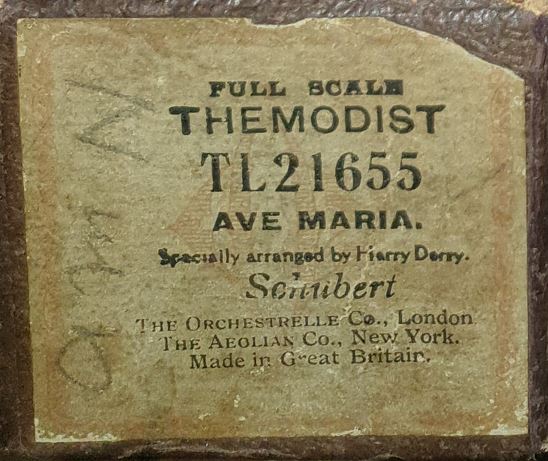 FULL SCALE
THEMODIST
TL21655
AVE MARIA.
Specially arranged by Harry Derry.
Schubert
THE ORCHESTRELLE CO., London
THE AEOLIAN CO., NEW YORK.
Made in Great Britain.